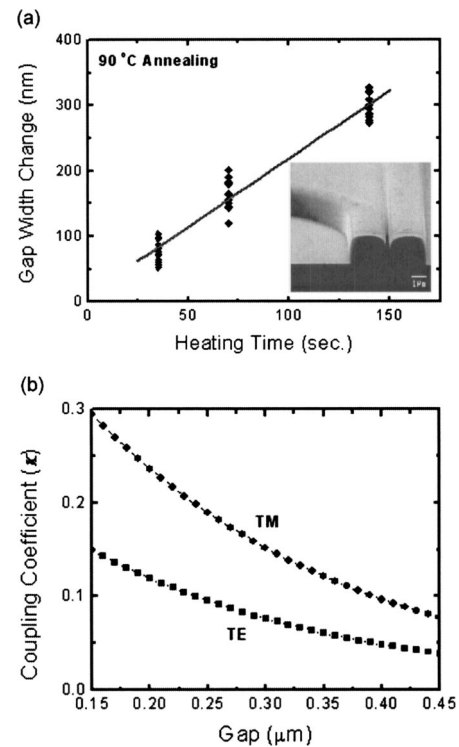 (a)
400
90 °C Annealing
300
200
100
0
0
50
100
150
Gap Width Change (nm)
Heating Time (sec.)
1μm
(b)
0.3
0.2
0.1
0.0
TM
TE
0.15
0.20
0.25
0.30
0.35
0.40
0.45
Coupling Coefficient (κ)
Gap (μm)